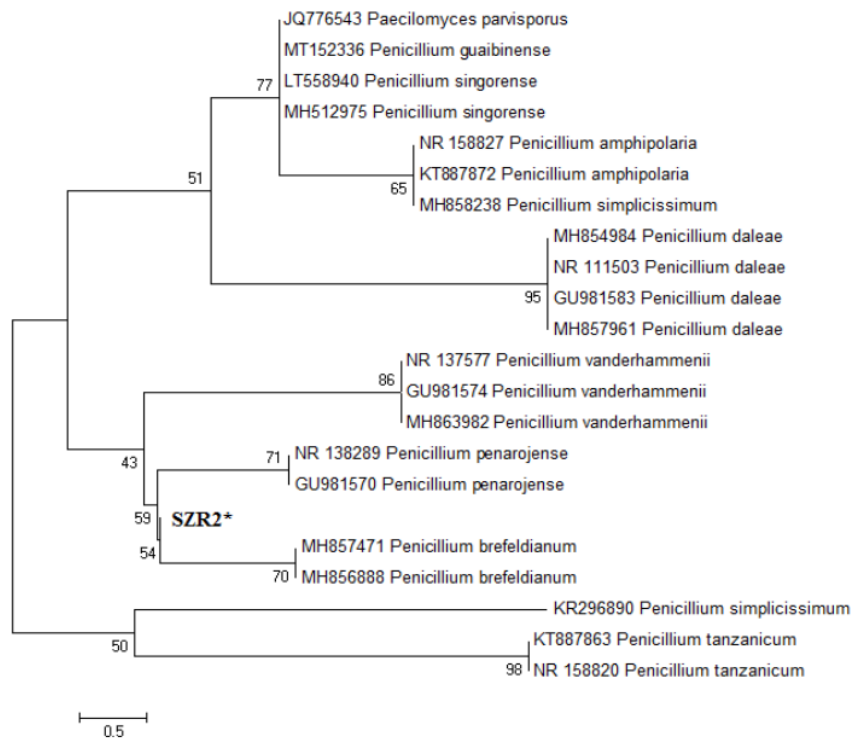 JQ776543 Paecilomyces parvisporus
MT152336 Penicillium guaibinense
77
LT558940 Penicillium singorense
MH512975 Penicillium singorense
NR 158827 Penicillium amphipolaria
51
KT887872 Penicillium amphipolaria
65
MH858238 Penicillium simplicissimum
MH854984 Penicillium daleae
NR 111503 Penicillium daleae
95
GU981583 Penicillium daleae
MH857961 Penicillium daleae
NR 137577 Penicillium vanderhammenii
86
GU981574 Penicillium vanderhammenii
MH863982 Penicillium vanderhammenii
43
71
NR 138289 Penicillium penarojense
GU981570 Penicillium penarojense
59
SZR2*
54
MH857471 Penicillium brefeldianum
70
MH856888 Penicillium brefeldianum
KR296890 Penicillium simplicissimum
50
KT887863 Penicillium tanzanicum
98
NR 158820 Penicillium tanzanicum
0.5